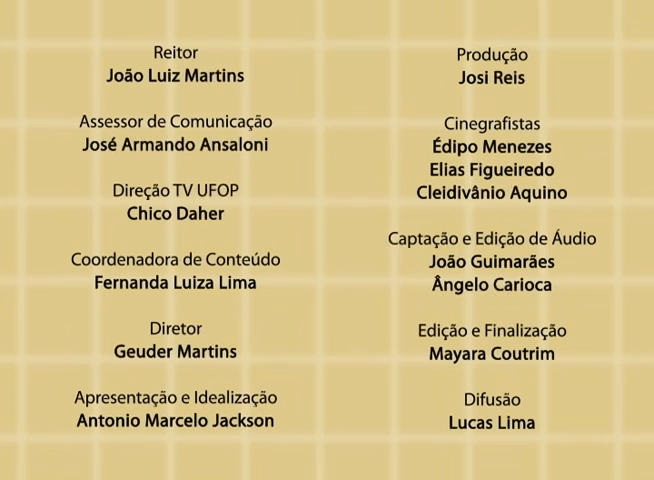 Reitor
João Luiz Martins
Assessor de Comunicação
José Armando Ansaloni
Direção TV UFOP
Chico Daher
Coordenadora de Conteúdo
Fernanda Luiza Lima
Diretor
Geuder Martins
Apresentação e Idealização
Antonio Marcelo Jackson
Produção
Josi Reis
Cinegrafistas
Édipo Menezes
Elias Figueiredo
Cleidivânio Aquino
Captação e Edição de Áudio
João Guimarães
Ângelo Carioca
Edição e Finalização
Mayara Coutrim
Difusão
Lucas Lima